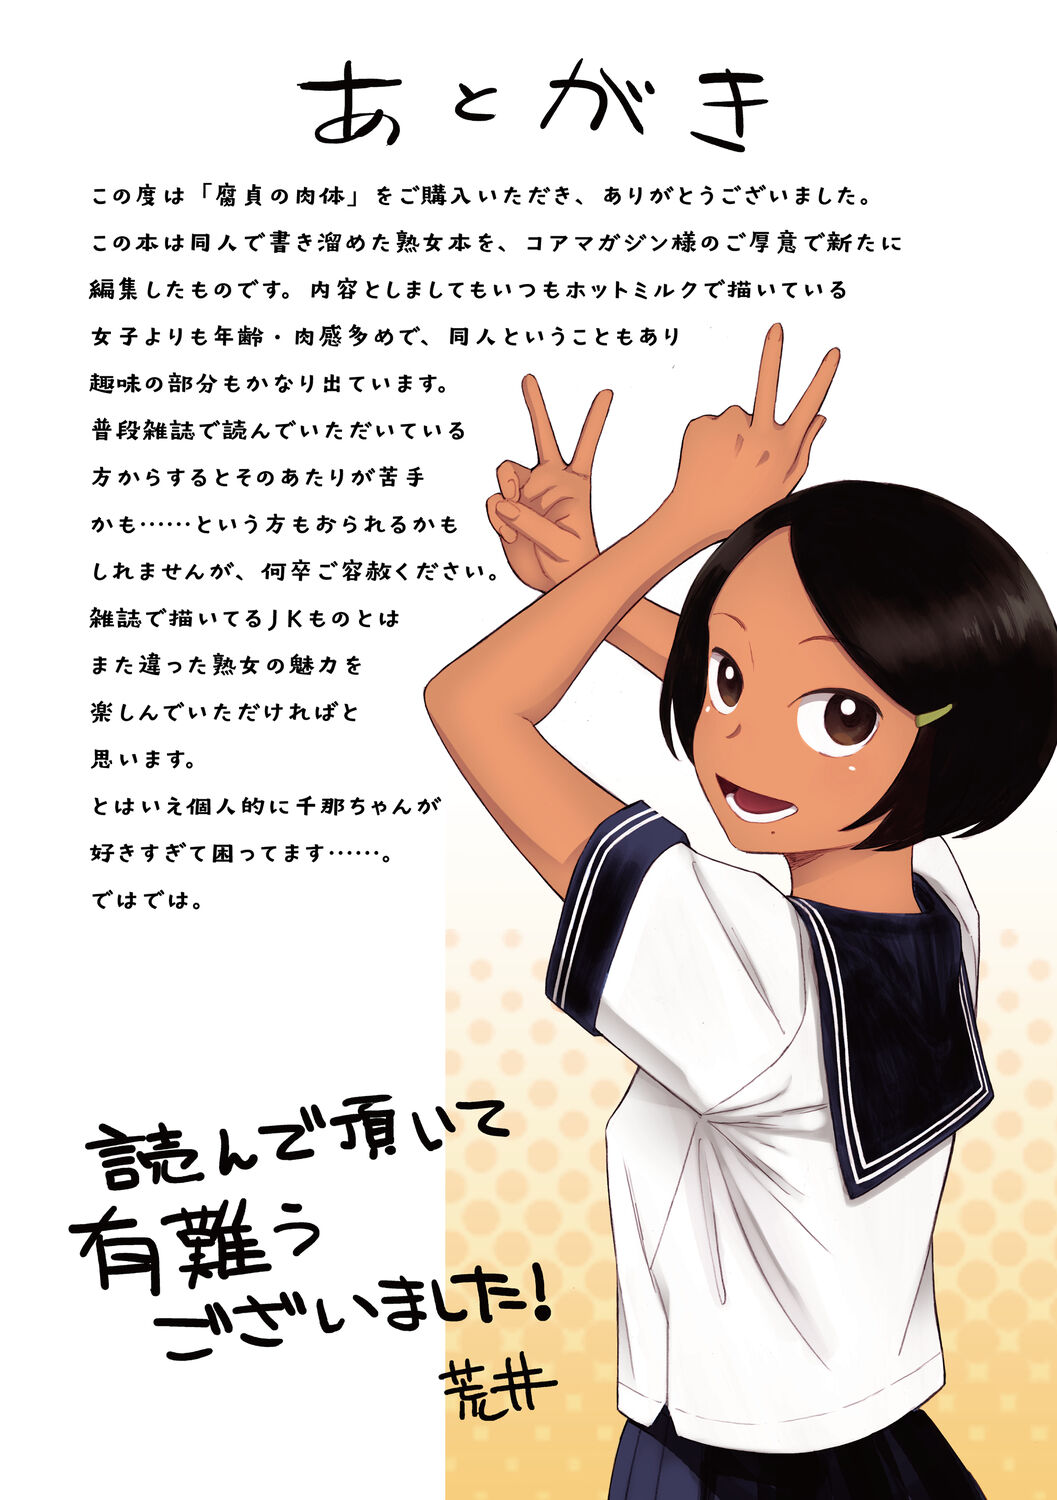 あとがき
この度は「腐貞の肉体」をご購入いただき、ありがとうございました。
この本は同人で書き溜めた熟女本を、コアマガジン様のご厚意で新たに
編集したものです。内容としましてもいつもホットミルクで描いている
女子よりも年齢・肉感多めで、同人ということもあり
趣味の部分もかなり出ています。
普段雑誌で読んでいただいている
方からするとそのあたりが苦手
かも……という方もおられるかも
しれませんが、何卒ご容赦ください。
雑誌で描いてるJKものとは
また違った熟女の魅力を
楽しんでいただければと
思います。
とはいえ個人的に千那ちゃんが
好きすぎて困ってます……。
ではでは。
読んで頂いて
有難う
ございました!
荒井